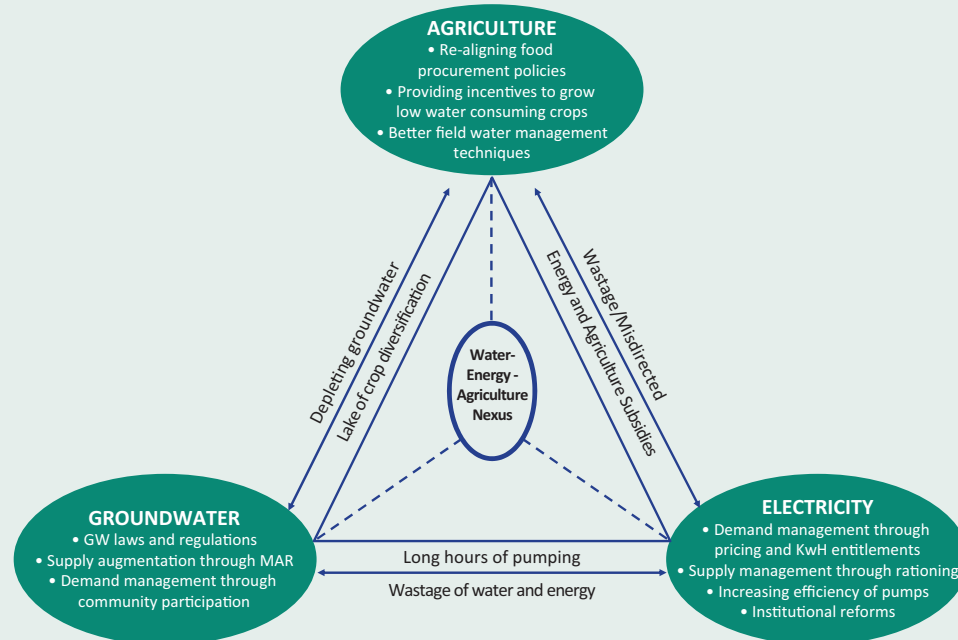 AGRICULTURE
• Re-aligning food
procurement policies
• Providing incentives to grow
low water consuming crops
• Better field water management
techniques
Depleting groundwater
Lake of crop diversification
Wastage/Misdirected
Energy and Agriculture Subsidies
Water-
Energy -
Agriculture
Nexus
GROUNDWATER
• GW laws and regulations
• Supply augmentation through MAR
• Demand management through
community participation
Long hours of pumping
Wastage of water and energy
ELECTRICITY
• Demand management through
pricing and KwH entitlements
• Supply management through rationing
• Increasing efficiency of pumps
• Institutional reforms